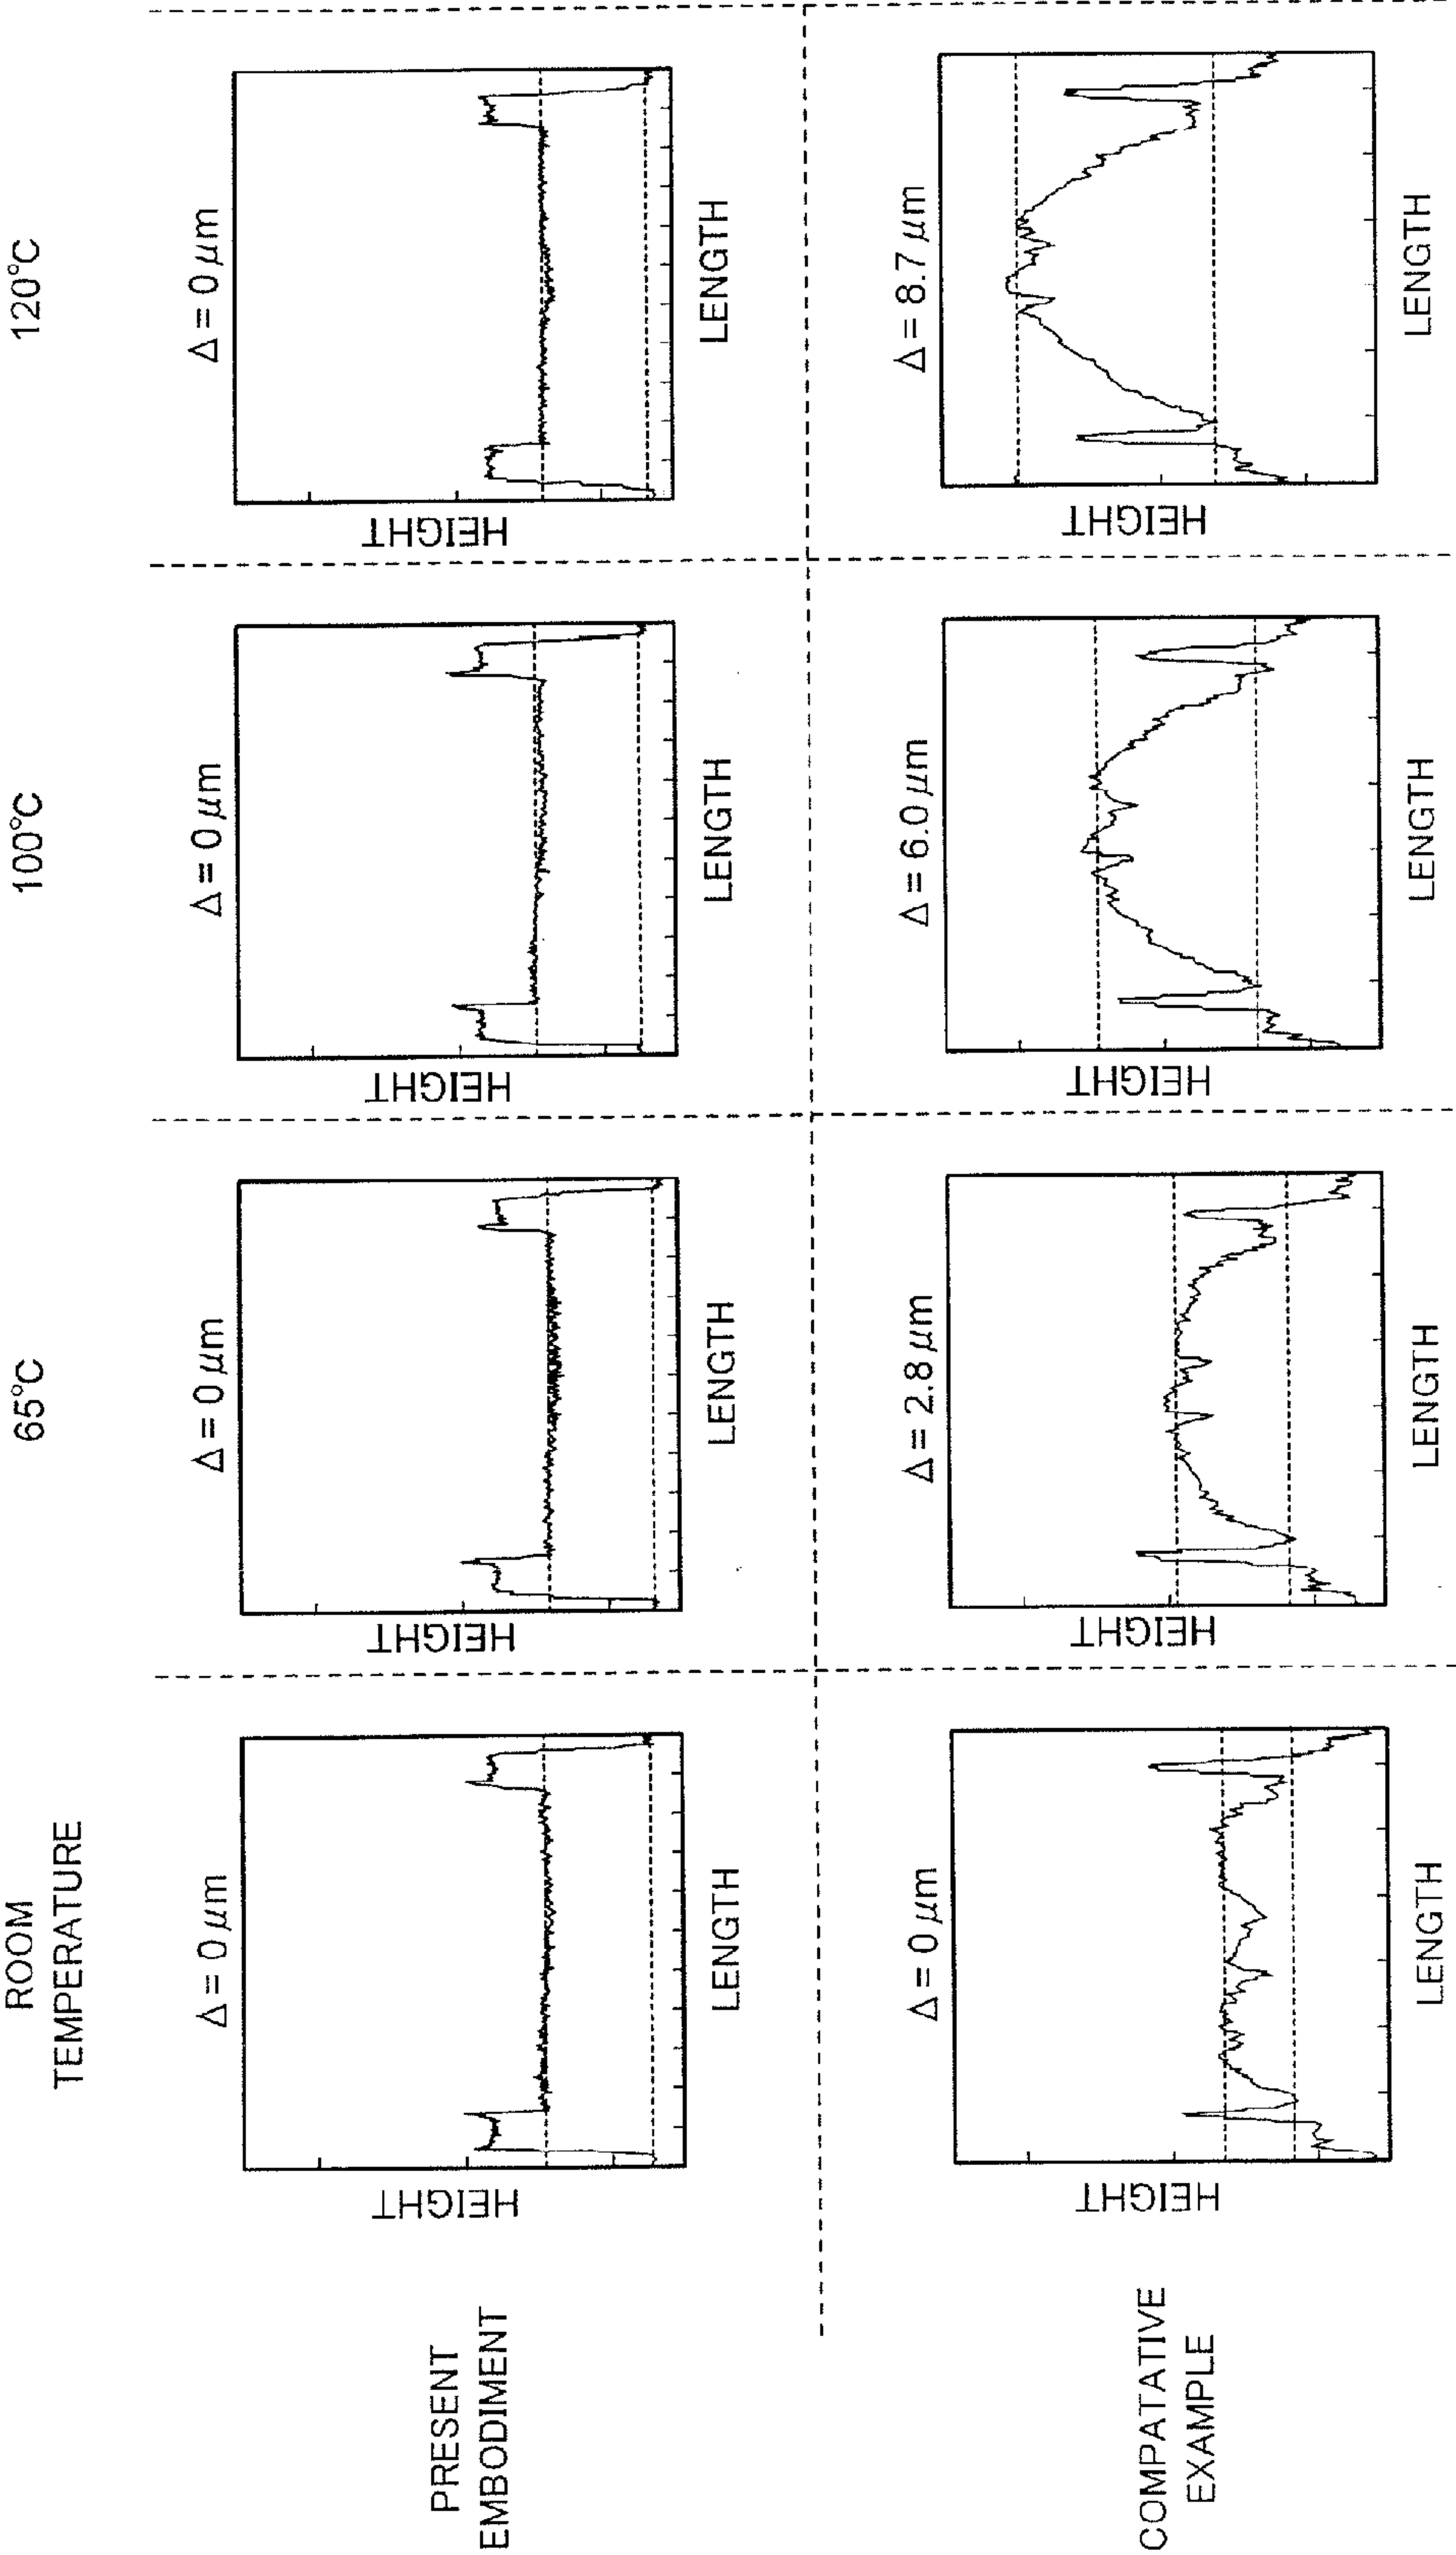 ROOM
TEMPERATURE
65°C
100°C
120°C
PRESENT
EMBODIMENT
Δ = 0 μm
HEIGHT
LENGTH
Δ = 0 μm
HEIGHT
LENGTH
Δ = 0 μm
HEIGHT
LENGTH
Δ = 0 μm
HEIGHT
LENGTH
COMPATATIVE
EXAMPLE
Δ = 0 μm
HEIGHT
LENGTH
Δ = 2.8 μm
HEIGHT
LENGTH
Δ = 6.0 μm
HEIGHT
LENGTH
Δ = 8.7 μm
HEIGHT
LENGTH